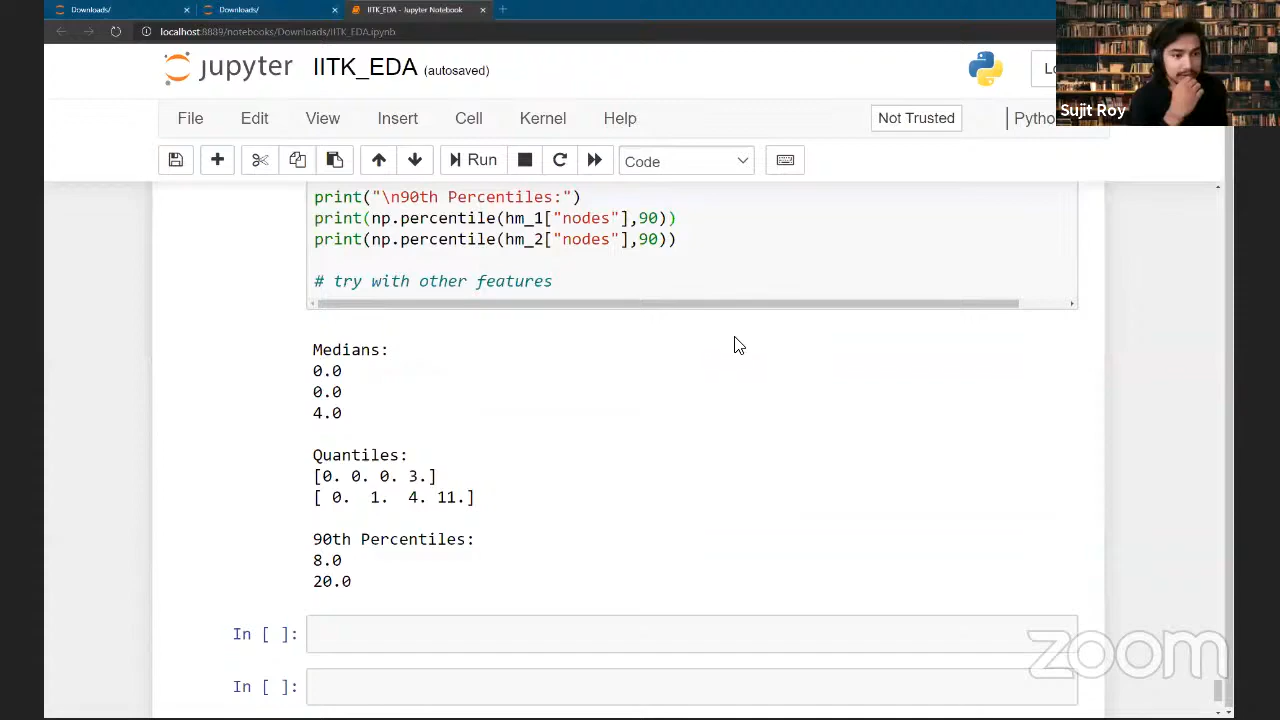 Downloads/
Downloads/
IITK_EDA - Jupyter Notebook
localhost:8889/notebooks/Downloads/IITK_EDA.ipynb
jupyter IITK_EDA (autosaved)
Sujit Roy
File Edit View Insert Cell Kernel Help Not Trusted
Run Code
print("\n90th Percentiles:")
print(np.percentile(hm_1["nodes"],90))
print(np.percentile(hm_2["nodes"],90))
# try with other features
Medians:
0.0
0.0
4.0
Quantiles:
[0. 0. 0. 3.]
[ 0. 1. 4. 11.]
90th Percentiles:
8.0
20.0
In [ ]:
In [ ]:
zoom